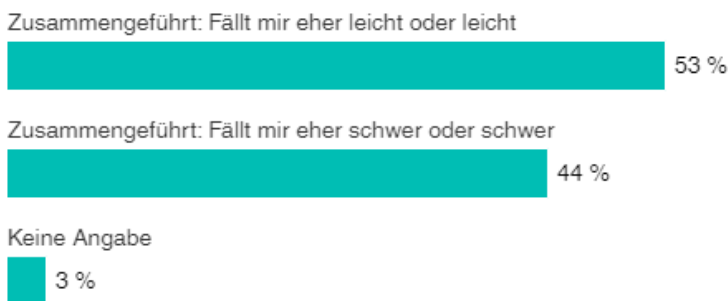 Zusammengeführt: Fällt mir eher leicht oder leicht
53 %
Zusammengeführt: Fällt mir eher schwer oder schwer
44 %
Keine Angabe
3 %